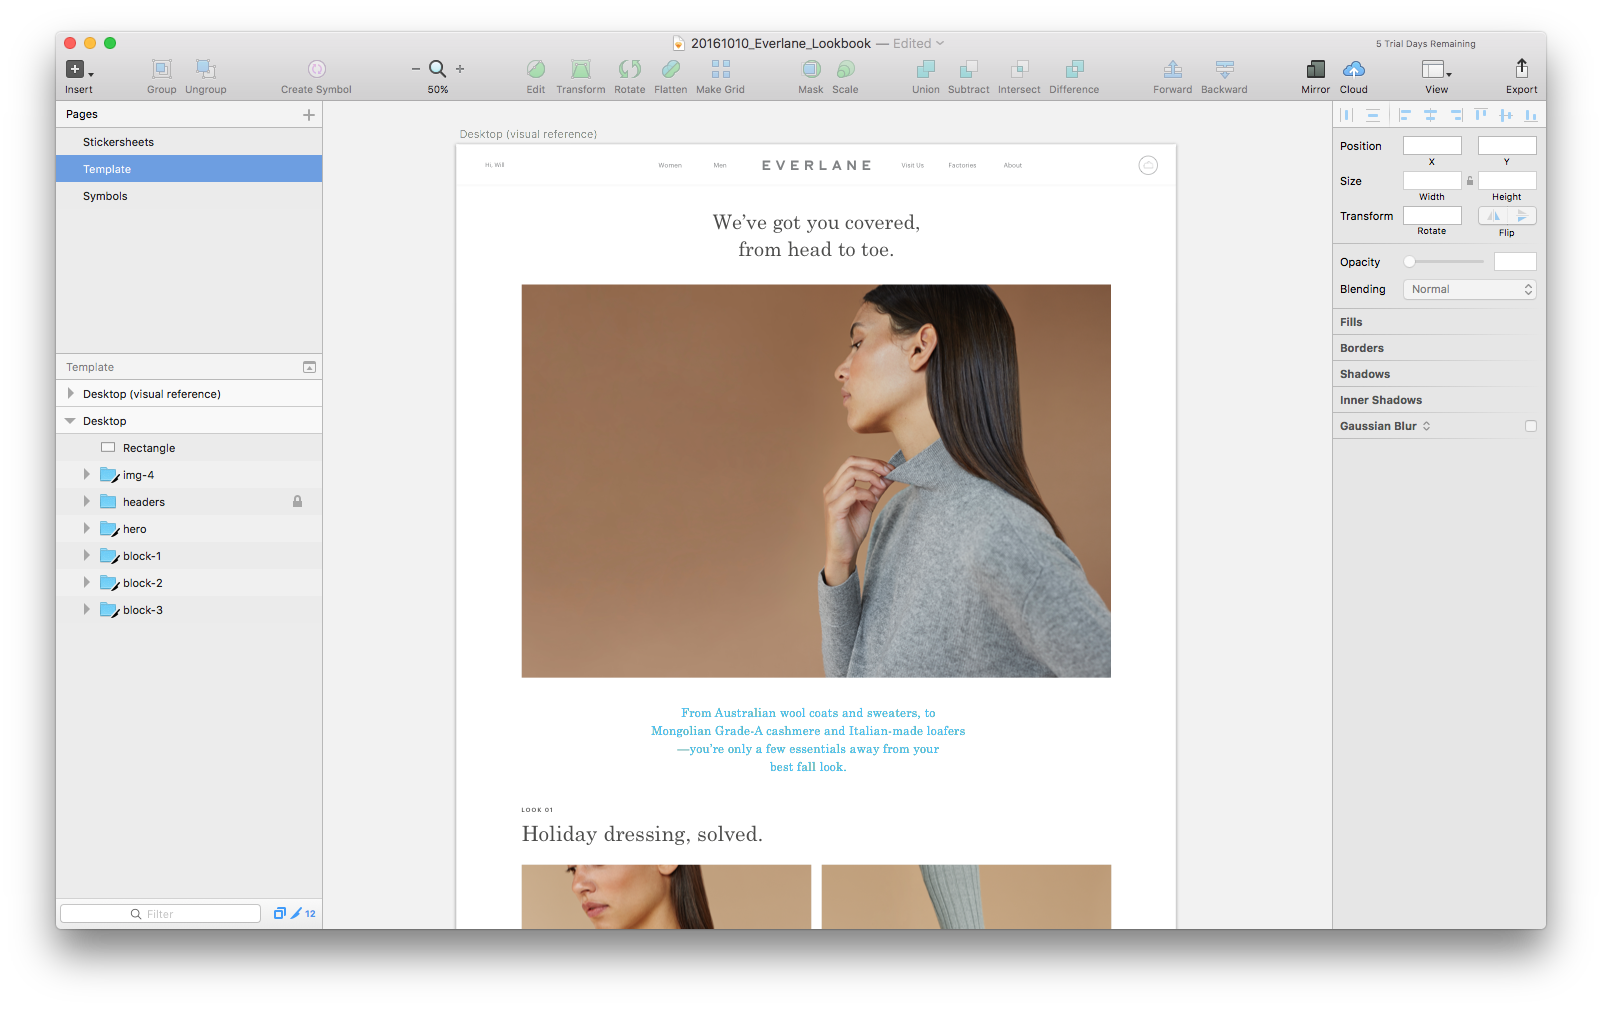 20161010_Everlane_Lookbook — Edited
5 Trial Days Remaining
Insert
Group
Ungroup
Create Symbol
50%
Edit
Transform
Rotate
Flatten
Make Grid
Mask
Scale
Union
Subtract
Intersect
Difference
Forward
Backward
Mirror
Cloud
View
Export
Pages
Stickersheets
Template
Symbols
Template
Desktop (visual reference)
Desktop
Rectangle
img-4
headers
hero
block-1
block-2
block-3
Filter
12
Desktop (visual reference)
Hi, Will
Women
Men
EVERLANE
Visit Us
Factories
About
We’ve got you covered,
from head to toe.
From Australian wool coats and sweaters, to
Mongolian Grade-A cashmere and Italian-made loafers
—you’re only a few essentials away from your
best fall look.
LOOK 01
Holiday dressing, solved.
Position
X
Y
Size
Width
Height
Transform
Rotate
Flip
Opacity
Blending
Normal
Fills
Borders
Shadows
Inner Shadows
Gaussian Blur